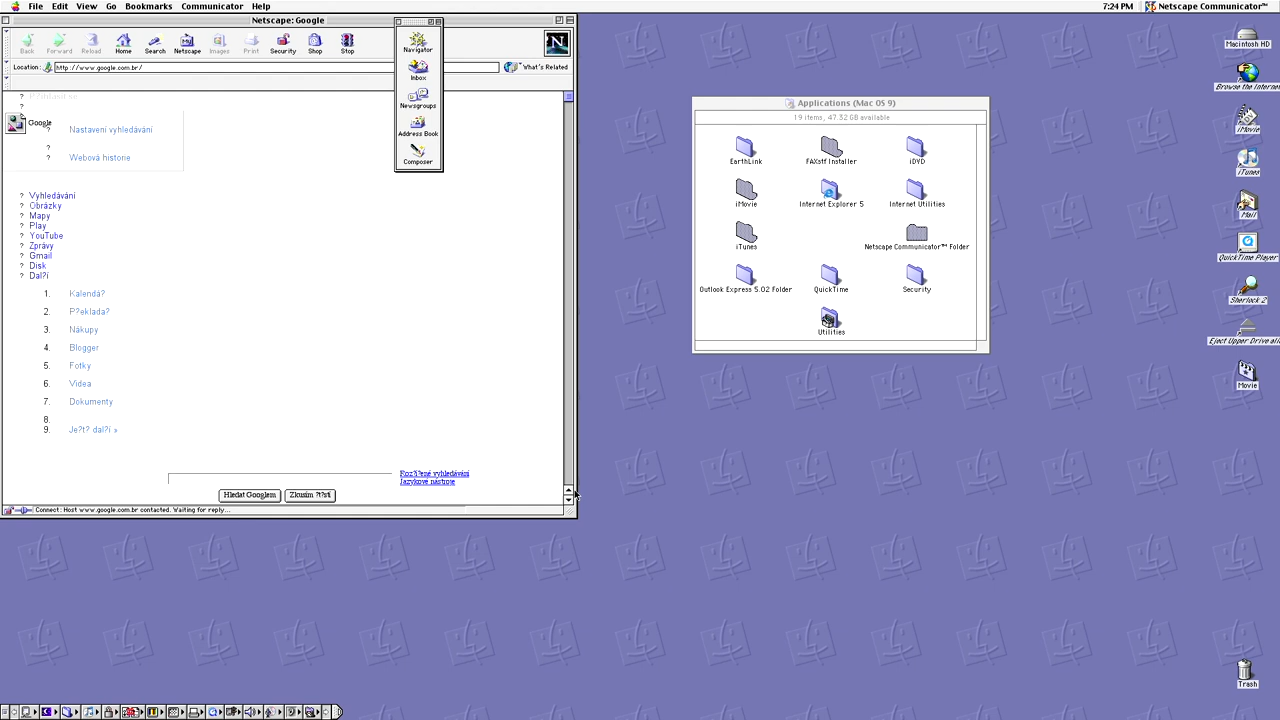 File Edit View Go Bookmarks Communicator Help
7:24 PM Netscape Communicator™
Netscape: Google
Back Forward Reload Home Search Netscape Images Print Security Shop Stop
Location: http://www.google.com.br/ What's Related
Navigator
Inbox
Newsgroups
Address Book
Composer
?
?
Google
? Nastavení vyhledávání
?
? Webová historie
? Vyhledávání
? Obrázky
? Mapy
? Play
? YouTube
? Zprávy
? Gmail
? Disk
? Dal?í
1. Kalendá?
2. P?eklada?
3. Nákupy
4. Blogger
5. Fotky
6. Videa
7. Dokumenty
8.
9. Je?t? dal?í »
Roz?í?ené vyhledávání
Jazykové nástroje
Hledat Googlem Zkusím ?t?stí
Connect: Host www.google.com.br contacted. Waiting for reply...
Applications (Mac OS 9)
19 items, 47.32 GB available
EarthLink FAXstf Installer iDVD
iMovie Internet Explorer 5 Internet Utilities
iTunes Netscape Communicator™ Folder
Outlook Express 5.02 Folder QuickTime Security
Utilities
Macintosh HD
Browse the Internet
iMovie
iTunes
Mail
QuickTime Player
Sherlock 2
Eject Upper Drive
Movie
Trash